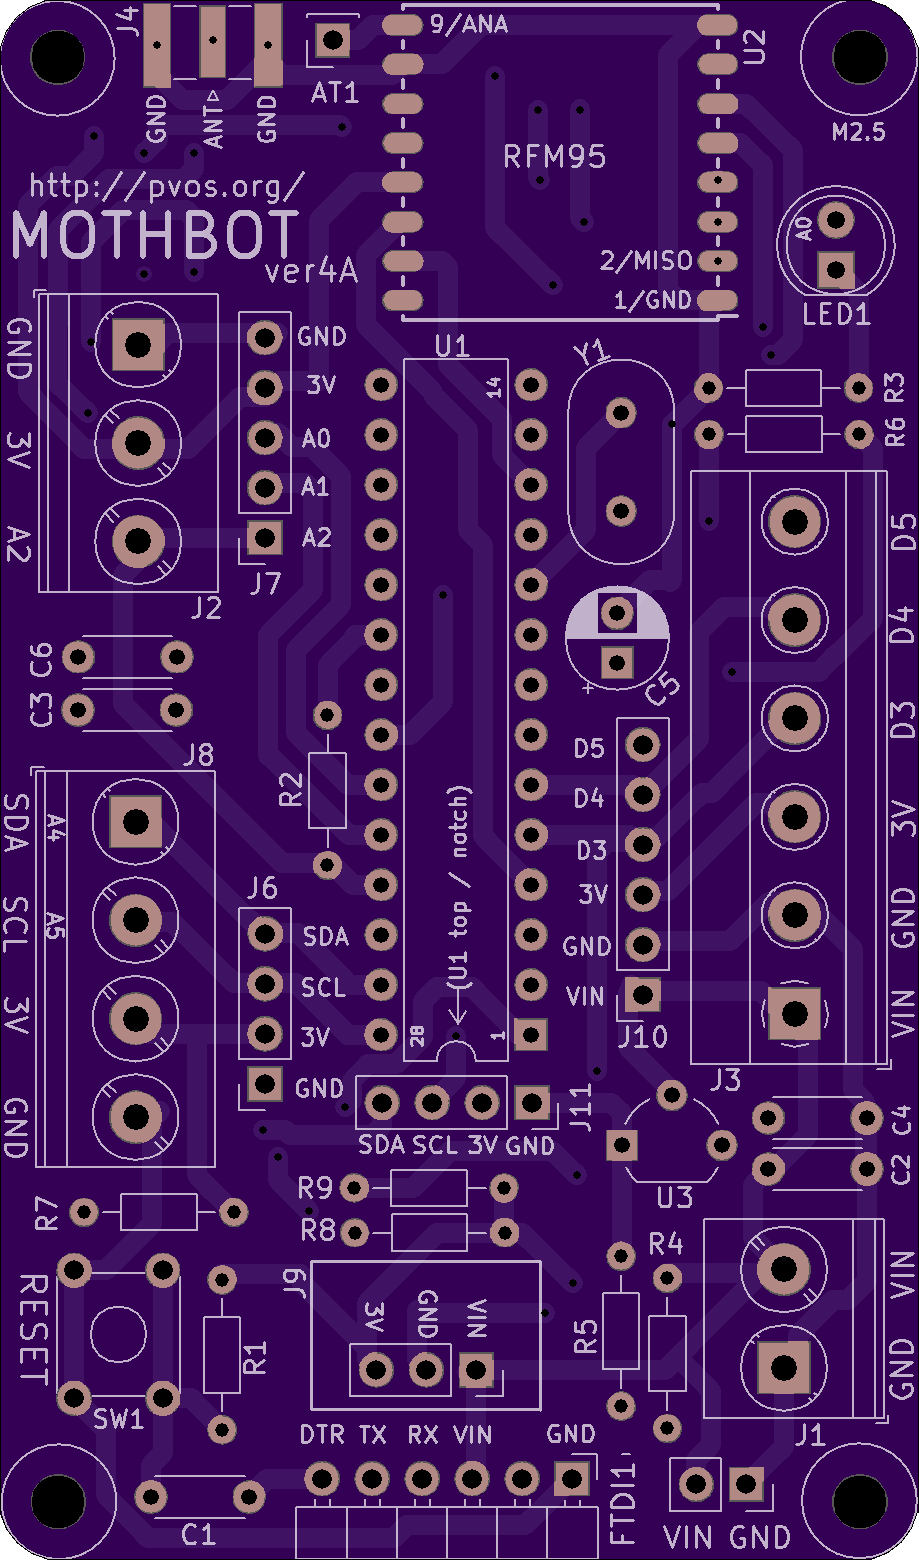 J4
9/ANA
U2
GND
ANT
GND
AT1
M2.5
RFM95
http://pvos.org/
MOTHBOT
ver4A
A0
2/MISO
1/GND
LED1
GND
3V
A2
J2
GND
3V
A0
A1
A2
J7
U1
14
Y1
R3
R6
D5
D4
D3
3V
GND
VIN
J3
C6
C3
+
C5
R2
J8
SDA
A4
SCL
A5
3V
GND
J6
SDA
SCL
3V
GND
(U1 top / notch)
28
1
D5
D4
D3
3V
GND
VIN
J10
SDA SCL 3V GND
J11
U3
C4
C2
R7
R9
R8
RESET
SW1
R1
J9
3V
GND
VIN
R5
R4
VIN
GND
J1
DTR TX RX VIN GND
FTDI1
C1
VIN GND